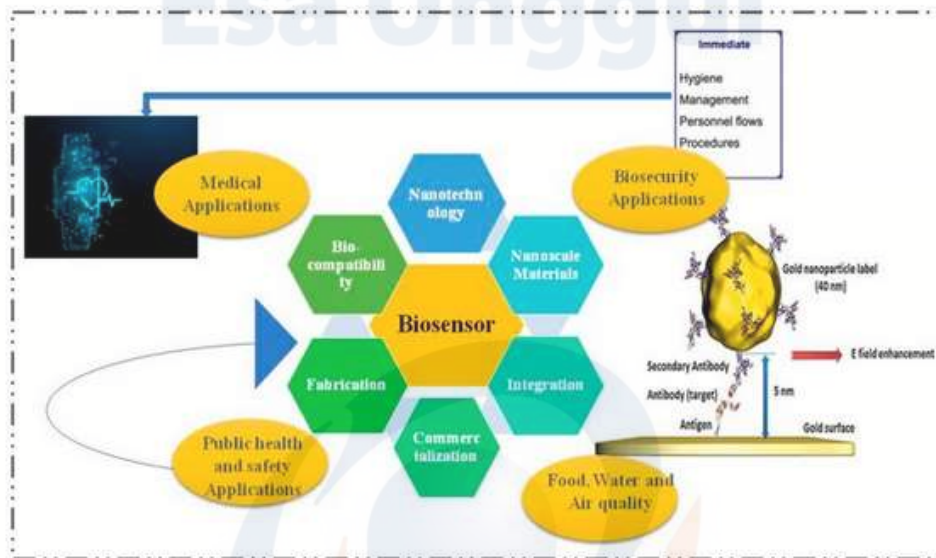 Esa Unggul
Immediate
Hygiene
Management
Personnel flows
Procedures
Medical
Applications
Nanotechn
ology
Biosecurity
Applications
Bio-
compatibili
ty
Nanoscale
Materials
Gold nanoparticle label
(40 nm)
Biosensor
Secondary Antibody
E field enhancement
Fabrication
Integration
Antibody (target)
5 nm
Antigen
Gold surface
Commerc
ialization
Public health
and safety
Applications
Food, Water and
Air quality